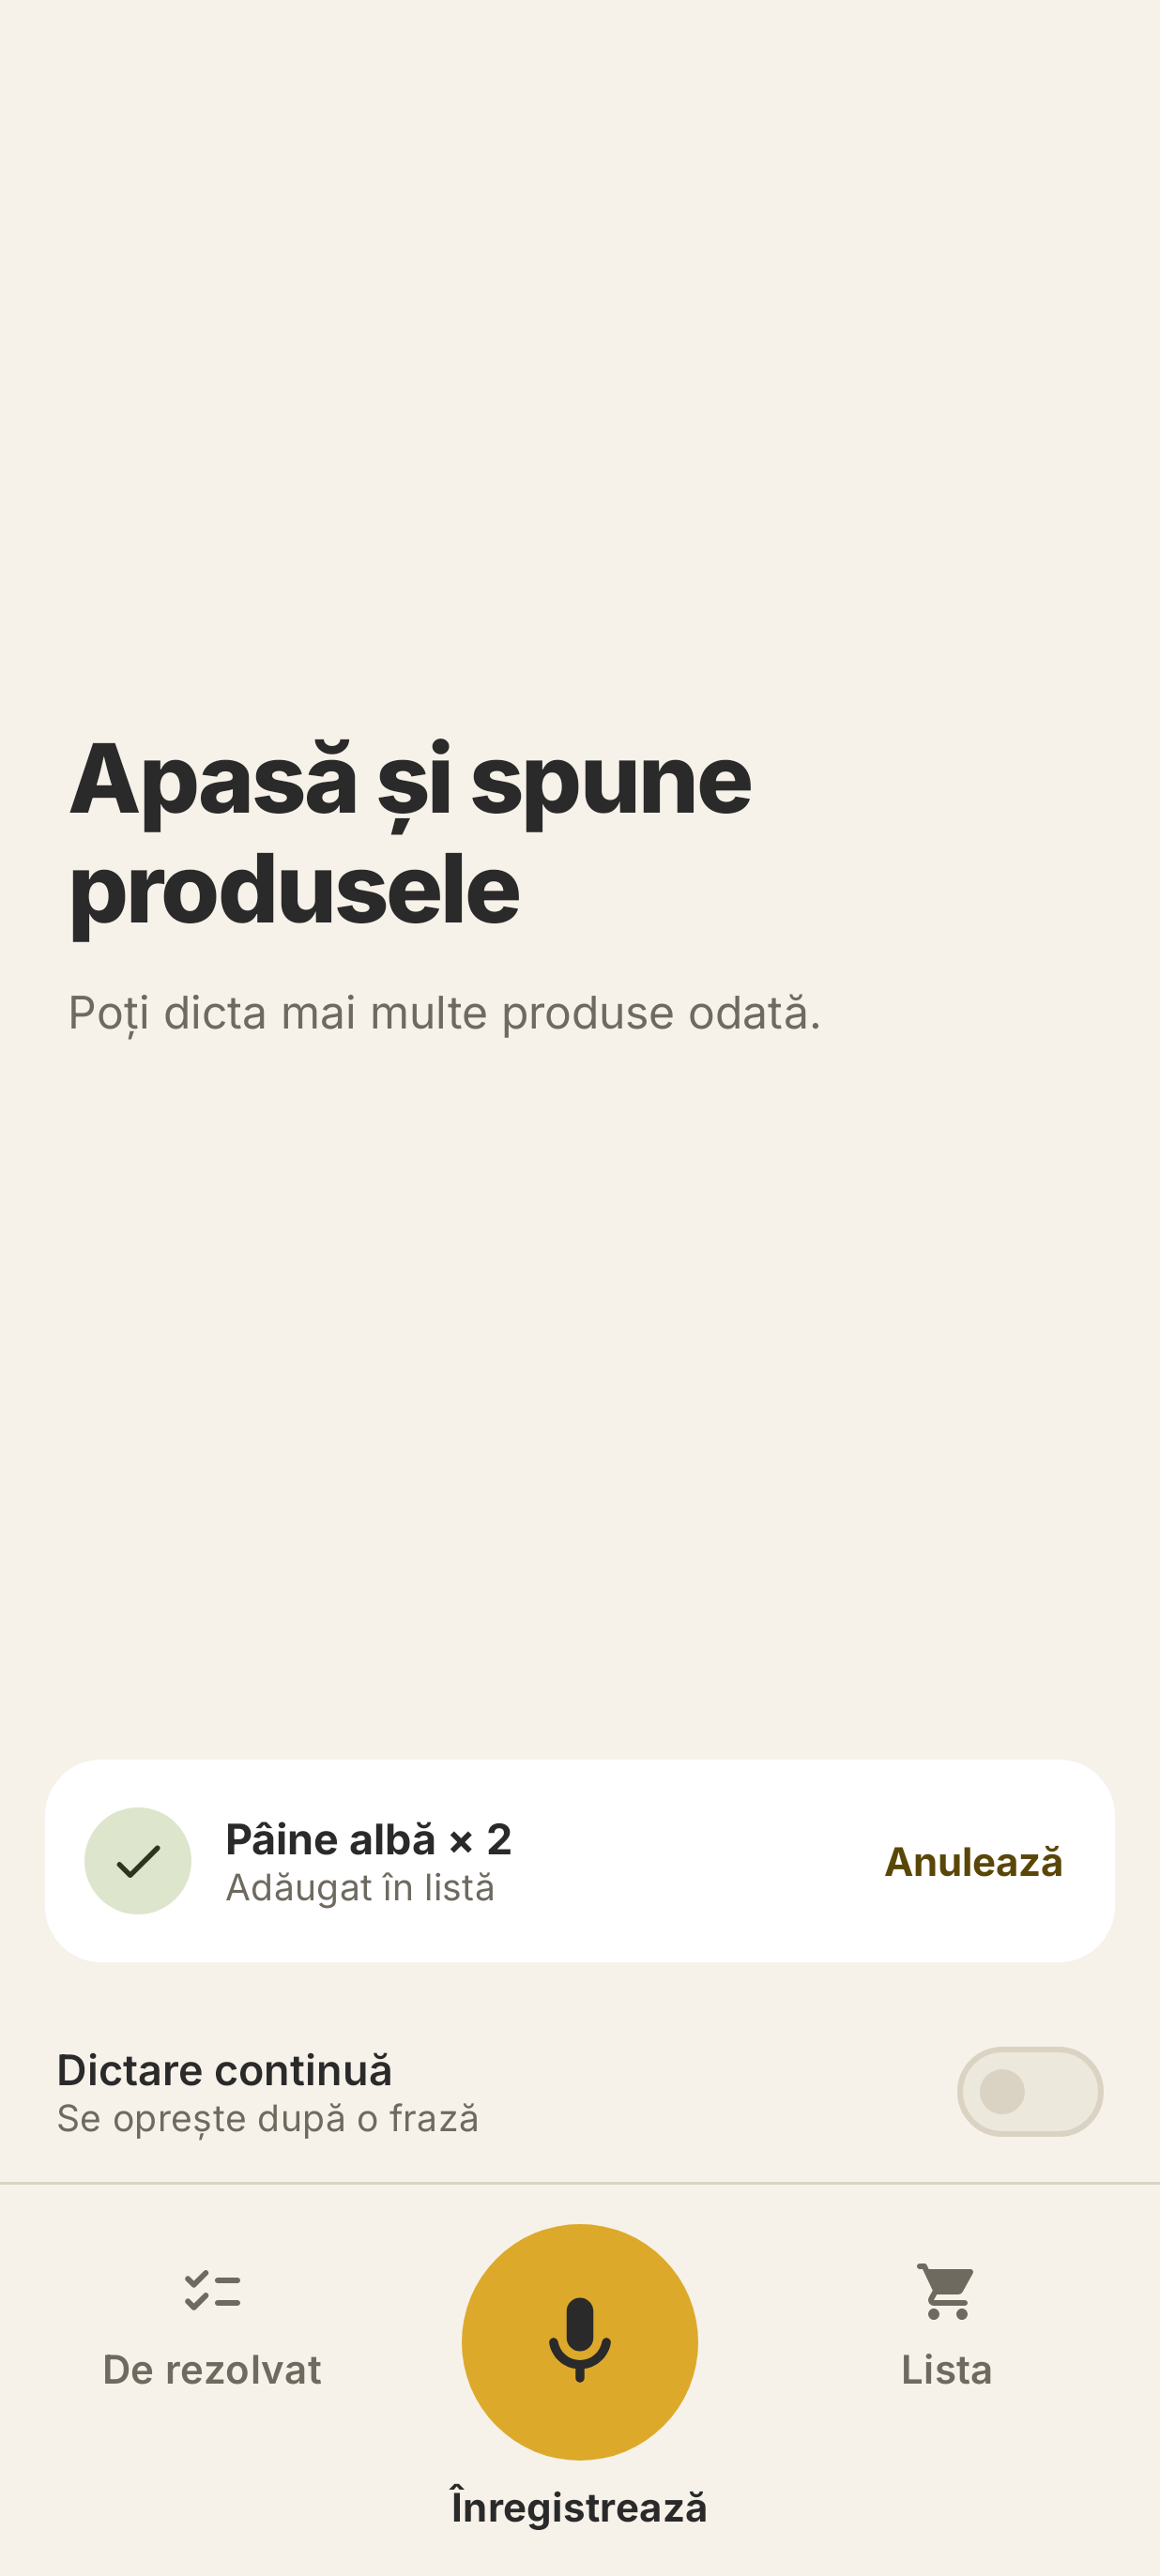 Apasă și spune
produsele
Poți dicta mai multe produse odată.
Pâine albă × 2
Adăugat în listă
Anulează
Dictare continuă
Se oprește după o frază
De rezolvat
Lista
Înregistrează